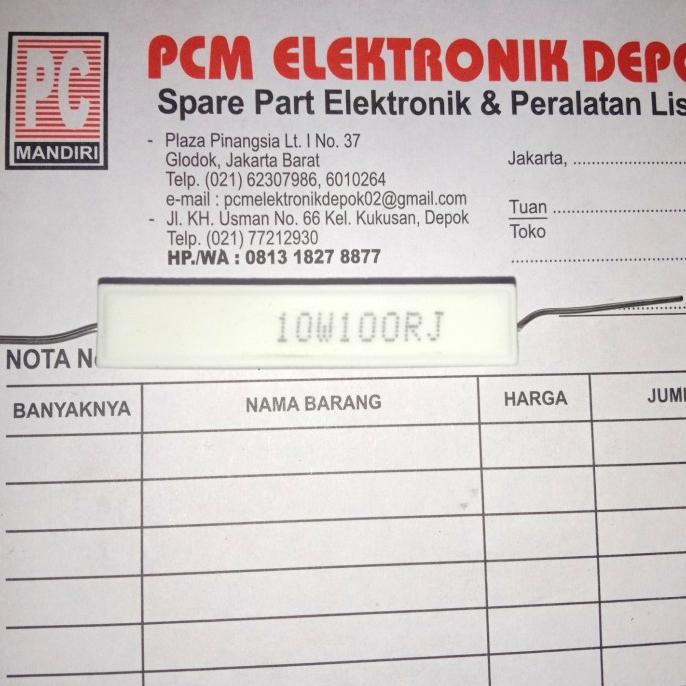 PC
MANDIRI
PCM ELEKTRONIK DEPO
Spare Part Elektronik & Peralatan Lis
- Plaza Pinangsia Lt. I No. 37
Glodok, Jakarta Barat
Telp. (021) 62307986, 6010264
e-mail : pcmelektronikdepok02@gmail.com
- Jl. KH. Usman No. 66 Kel. Kukusan, Depok
Telp. (021) 77212930
HP./WA : 0813 1827 8877
Jakarta,
Tuan
Toko
10W100RJ
NOTA N
BANYAKNYA NAMA BARANG HARGA JUML